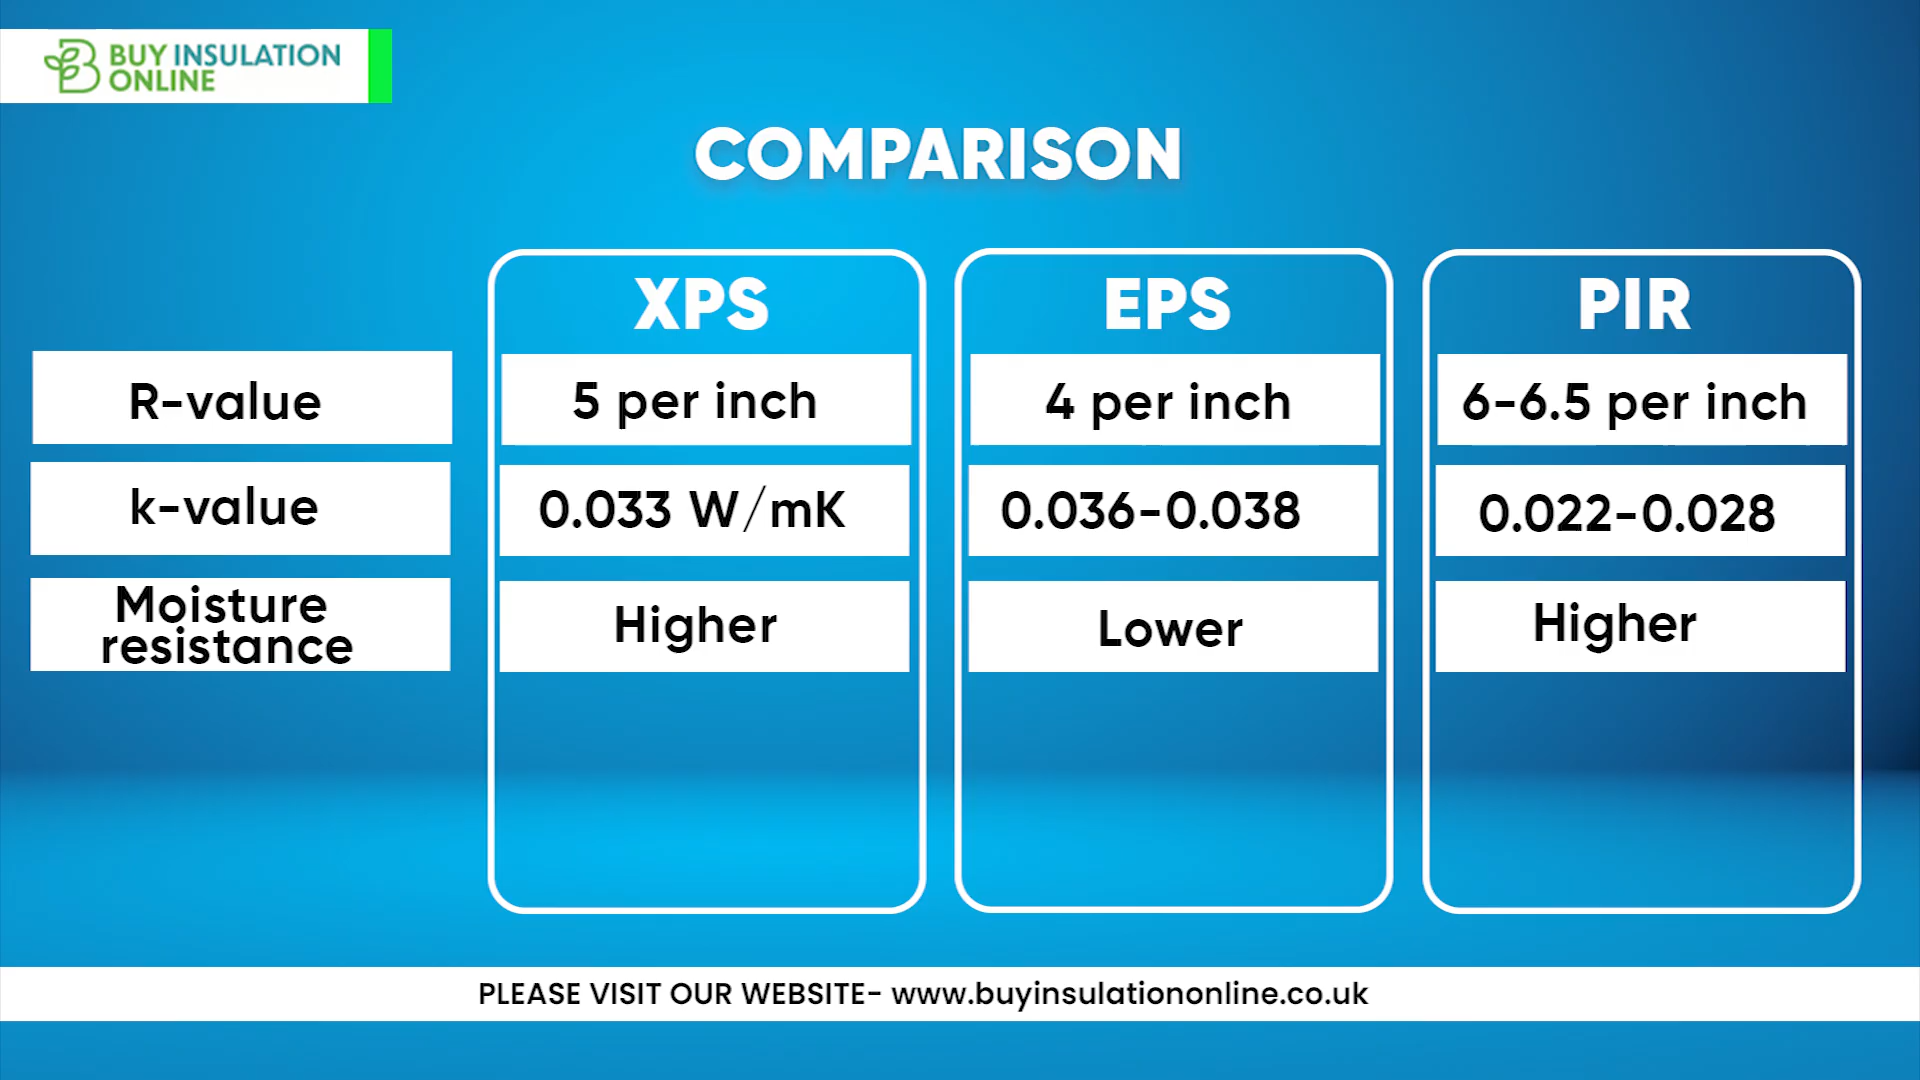 BUY INSULATION
ONLINE
COMPARISON
XPS EPS PIR
R-value 5 per inch 4 per inch 6-6.5 per inch
k-value 0.033 W/mK 0.036-0.038 0.022-0.028
Moisture
resistance Higher Lower Higher
PLEASE VISIT OUR WEBSITE- www.buyinsulationonline.co.uk